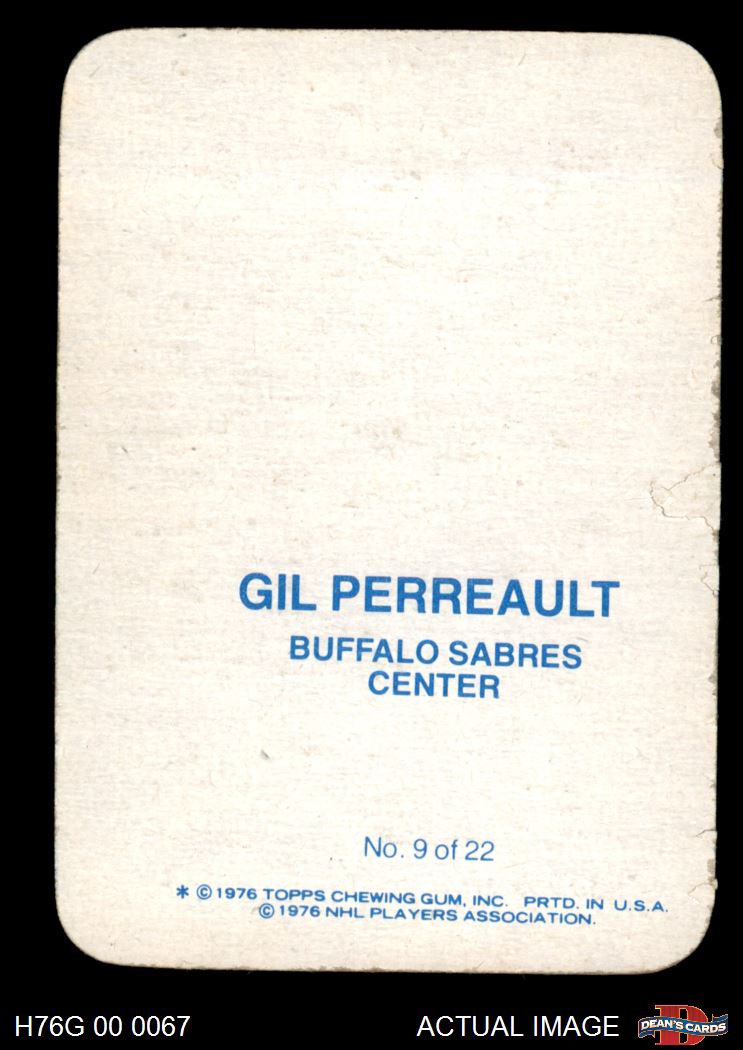 GIL PERREAULT
BUFFALO SABRES
CENTER
No. 9 of 22
* © 1976 TOPPS CHEWING GUM, INC. PRTD. IN U.S.A.
© 1976 NHL PLAYERS ASSOCIATION.
H76G 00 0067 ACTUAL IMAGE D DEAN'S CARDS